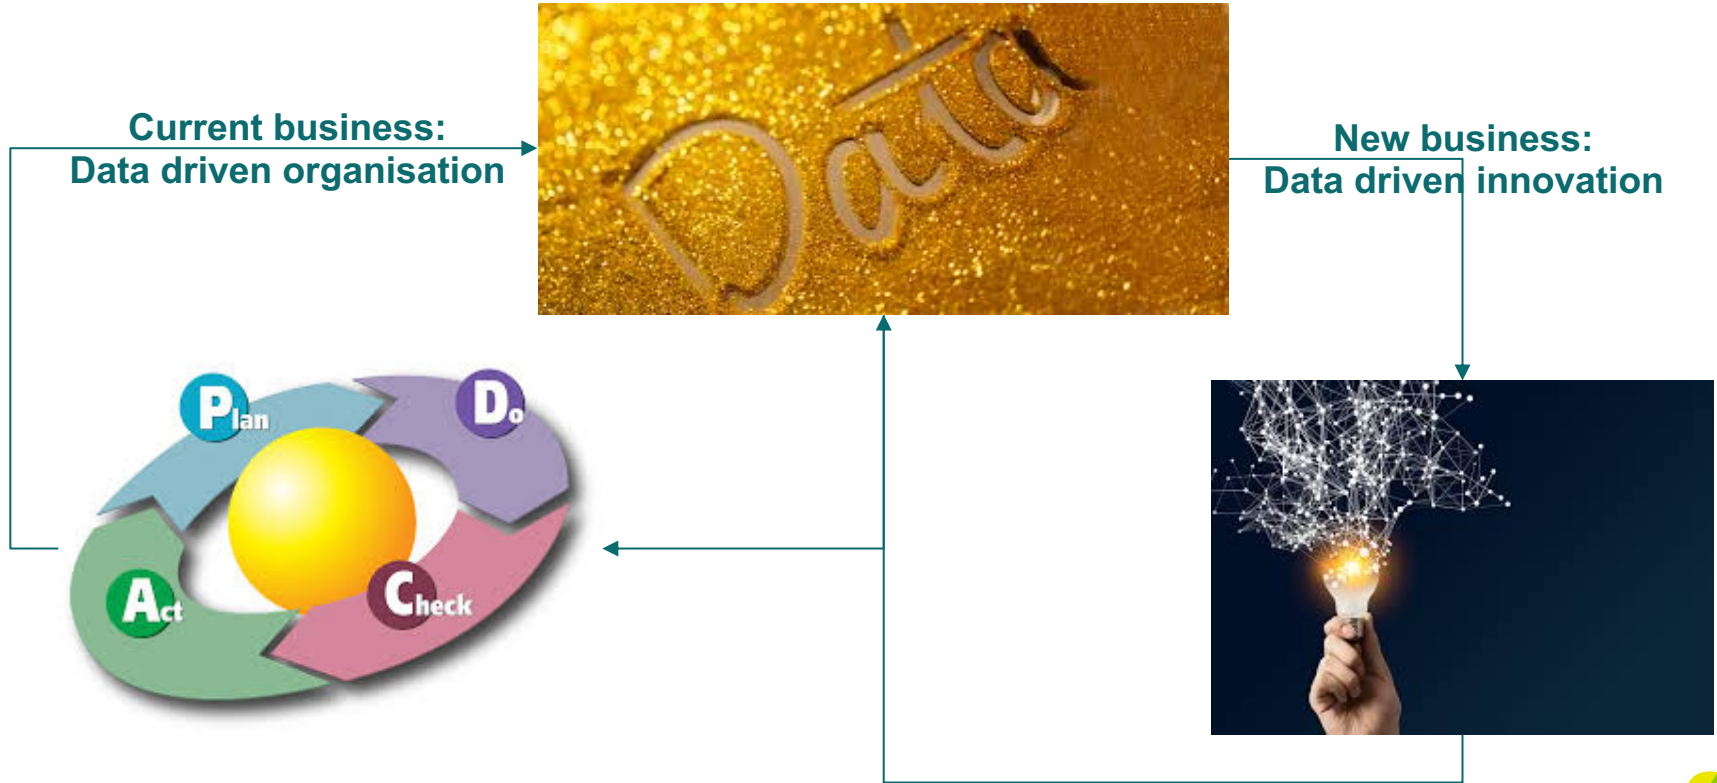 Data
Current business:
Data driven organisation
New business:
Data driven innovation
Plan
Do
Act
Check